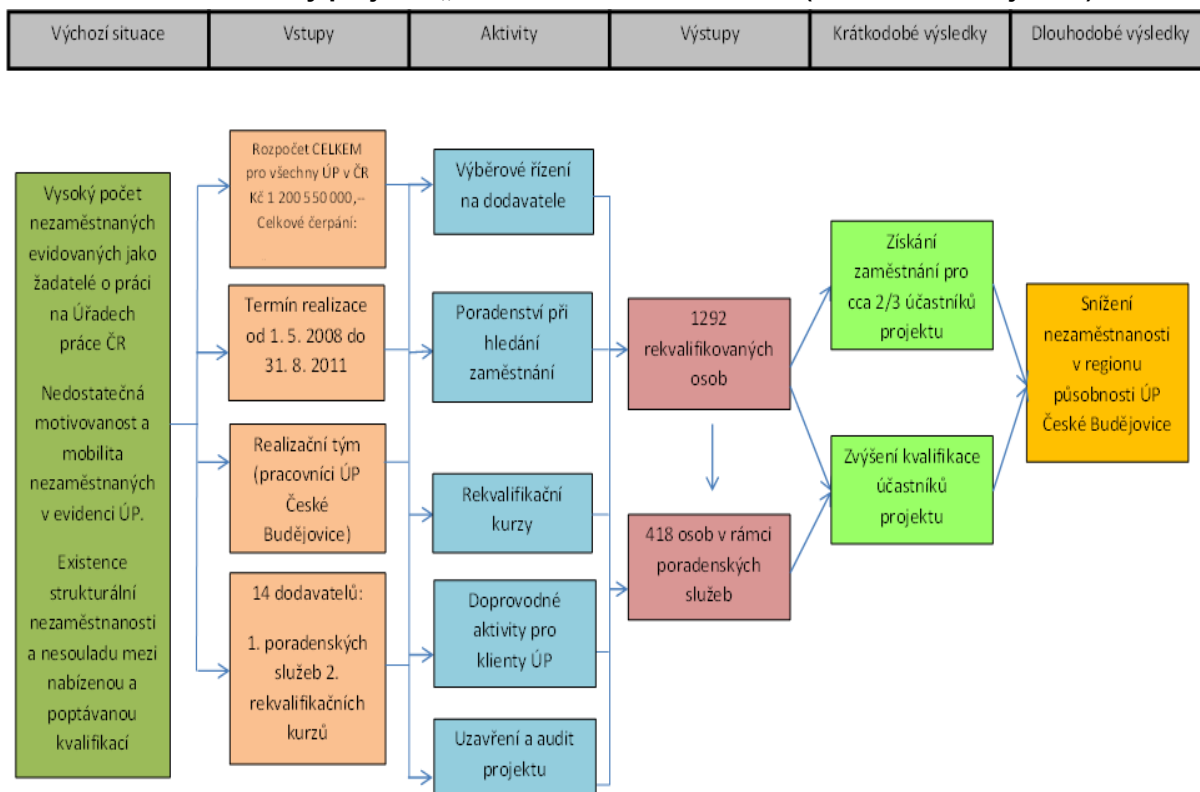 Výchozí situace
Vstupy
Aktivity
Výstupy
Krátkodobé výsledky
Dlouhodobé výsledky
Vysoký počet
nezaměstnaných
evidovaných jako
žadatelé o práci
na Úřadech
práce ČR
Nedostatečná
motivovanost a
mobilita
nezaměstnaných
v evidenci ÚP.
Existence
strukturální
nezaměstnanosti
a nesouladu mezi
nabízenou a
poptávanou
kvalifikací
Rozpočet CELKEM
pro všechny ÚP v ČR
Kč 1 200 550 000,--
Celkové čerpání:
Termín realizace
od 1. 5. 2008 do
31. 8. 2011
Realizační tým
(pracovníci ÚP
České
Budějovice)
14 dodavatelů:
1. poradenských
služeb 2.
rekvalifikačních
kurzů
Výběrové řízení
na dodavatele
Poradenství při
hledání
zaměstnání
Rekvalifikační
kurzy
Doprovodné
aktivity pro
klienty ÚP
Uzavření a audit
projektu
1292
rekvalifikovaných
osob
418 osob v rámci
poradenských
služeb
Získání
zaměstnání pro
cca 2/3 účastníků
projektu
Zvýšení kvalifikace
účastníků
projektu
Snížení
nezaměstnanosti
v regionu
působnosti ÚP
České Budějovice